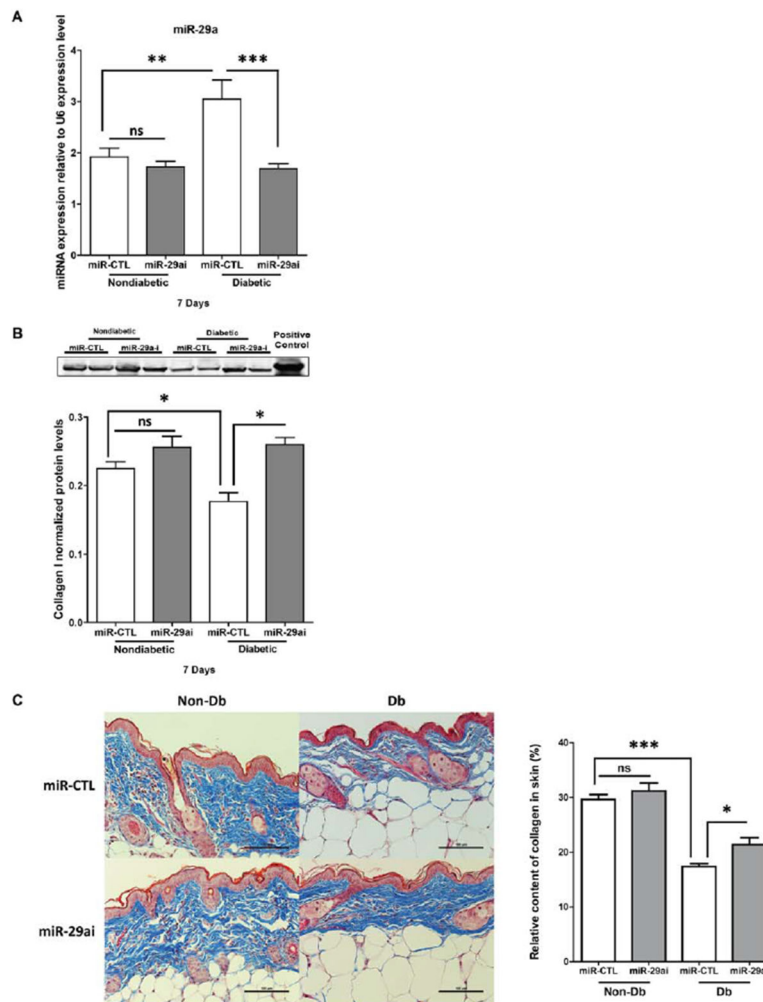 A
miR-29a
miRNA expression relative to U6 expression level
4
3
2
1
0
**
***
ns
miR-CTL miR-29ai miR-CTL miR-29ai
Nondiabetic Diabetic
7 Days
B
Nondiabetic Diabetic Positive Control
miR-CTL miR-29a-i miR-CTL miR-29a-i
Collagen I normalized protein levels
0.3
0.2
0.1
0.0
*
*
ns
miR-CTL miR-29ai miR-CTL miR-29ai
Nondiabetic Diabetic
7 Days
C
Non-Db Db
miR-CTL
miR-29ai
Relative content of collagen in skin (%)
40
30
20
10
0
***
ns
*
miR-CTL miR-29ai miR-CTL miR-29a
Non-Db Db